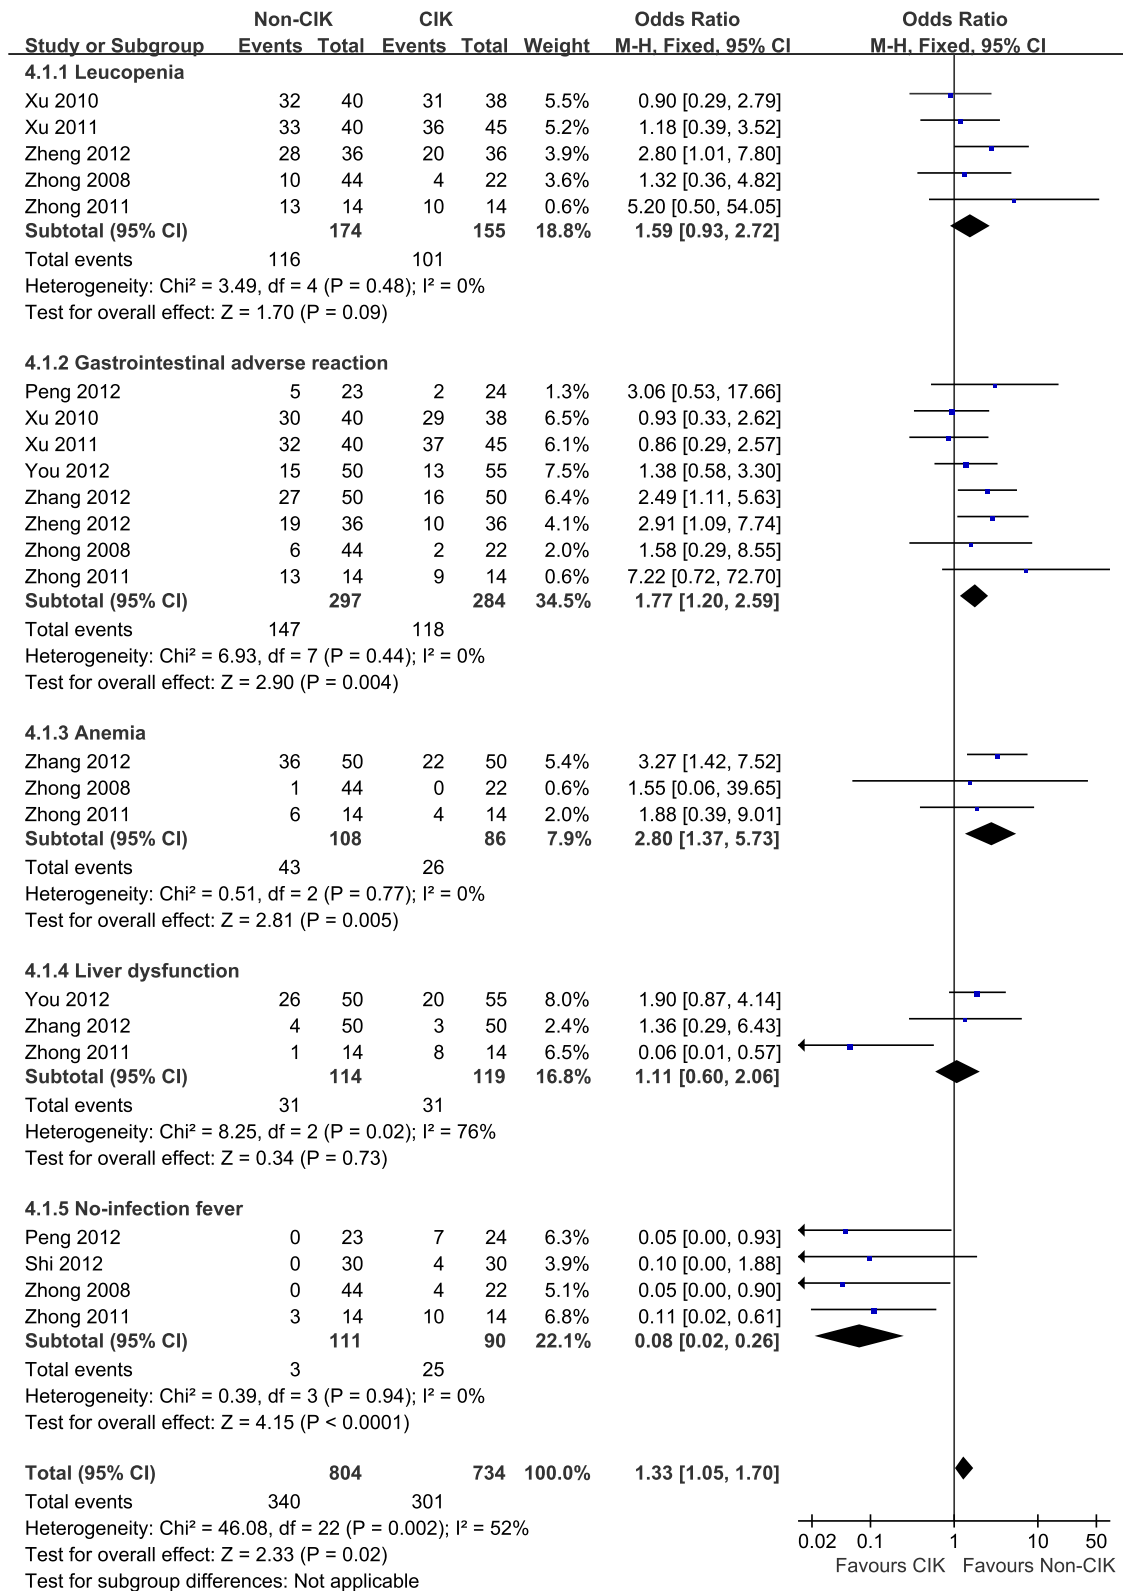 Non-CIK CIK Odds Ratio Odds Ratio
Study or Subgroup Events Total Events Total Weight M-H, Fixed, 95% CI M-H, Fixed, 95% CI
4.1.1 Leucopenia
Xu 2010 32 40 31 38 5.5% 0.90 [0.29, 2.79]
Xu 2011 33 40 36 45 5.2% 1.18 [0.39, 3.52]
Zheng 2012 28 36 20 36 3.9% 2.80 [1.01, 7.80]
Zhong 2008 10 44 4 22 3.6% 1.32 [0.36, 4.82]
Zhong 2011 13 14 10 14 0.6% 5.20 [0.50, 54.05]
Subtotal (95% CI) 174 155 18.8% 1.59 [0.93, 2.72]
Total events 116 101
Heterogeneity: Chi² = 3.49, df = 4 (P = 0.48); I² = 0%
Test for overall effect: Z = 1.70 (P = 0.09)
4.1.2 Gastrointestinal adverse reaction
Peng 2012 5 23 2 24 1.3% 3.06 [0.53, 17.66]
Xu 2010 30 40 29 38 6.5% 0.93 [0.33, 2.62]
Xu 2011 32 40 37 45 6.1% 0.86 [0.29, 2.57]
You 2012 15 50 13 55 7.5% 1.38 [0.58, 3.30]
Zhang 2012 27 50 16 50 6.4% 2.49 [1.11, 5.63]
Zheng 2012 19 36 10 36 4.1% 2.91 [1.09, 7.74]
Zhong 2008 6 44 2 22 2.0% 1.58 [0.29, 8.55]
Zhong 2011 13 14 9 14 0.6% 7.22 [0.72, 72.70]
Subtotal (95% CI) 297 284 34.5% 1.77 [1.20, 2.59]
Total events 147 118
Heterogeneity: Chi² = 6.93, df = 7 (P = 0.44); I² = 0%
Test for overall effect: Z = 2.90 (P = 0.004)
4.1.3 Anemia
Zhang 2012 36 50 22 50 5.4% 3.27 [1.42, 7.52]
Zhong 2008 1 44 0 22 0.6% 1.55 [0.06, 39.65]
Zhong 2011 6 14 4 14 2.0% 1.88 [0.39, 9.01]
Subtotal (95% CI) 108 86 7.9% 2.80 [1.37, 5.73]
Total events 43 26
Heterogeneity: Chi² = 0.51, df = 2 (P = 0.77); I² = 0%
Test for overall effect: Z = 2.81 (P = 0.005)
4.1.4 Liver dysfunction
You 2012 26 50 20 55 8.0% 1.90 [0.87, 4.14]
Zhang 2012 4 50 3 50 2.4% 1.36 [0.29, 6.43]
Zhong 2011 1 14 8 14 6.5% 0.06 [0.01, 0.57]
Subtotal (95% CI) 114 119 16.8% 1.11 [0.60, 2.06]
Total events 31 31
Heterogeneity: Chi² = 8.25, df = 2 (P = 0.02); I² = 76%
Test for overall effect: Z = 0.34 (P = 0.73)
4.1.5 No-infection fever
Peng 2012 0 23 7 24 6.3% 0.05 [0.00, 0.93]
Shi 2012 0 30 4 30 3.9% 0.10 [0.00, 1.88]
Zhong 2008 0 44 4 22 5.1% 0.05 [0.00, 0.90]
Zhong 2011 3 14 10 14 6.8% 0.11 [0.02, 0.61]
Subtotal (95% CI) 111 90 22.1% 0.08 [0.02, 0.26]
Total events 3 25
Heterogeneity: Chi² = 0.39, df = 3 (P = 0.94); I² = 0%
Test for overall effect: Z = 4.15 (P < 0.0001)
Total (95% CI) 804 734 100.0% 1.33 [1.05, 1.70]
Total events 340 301
Heterogeneity: Chi² = 46.08, df = 22 (P = 0.002); I² = 52%
Test for overall effect: Z = 2.33 (P = 0.02)
Test for subgroup differences: Not applicable
0.02 0.1 1 10 50
Favours CIK Favours Non-CIK